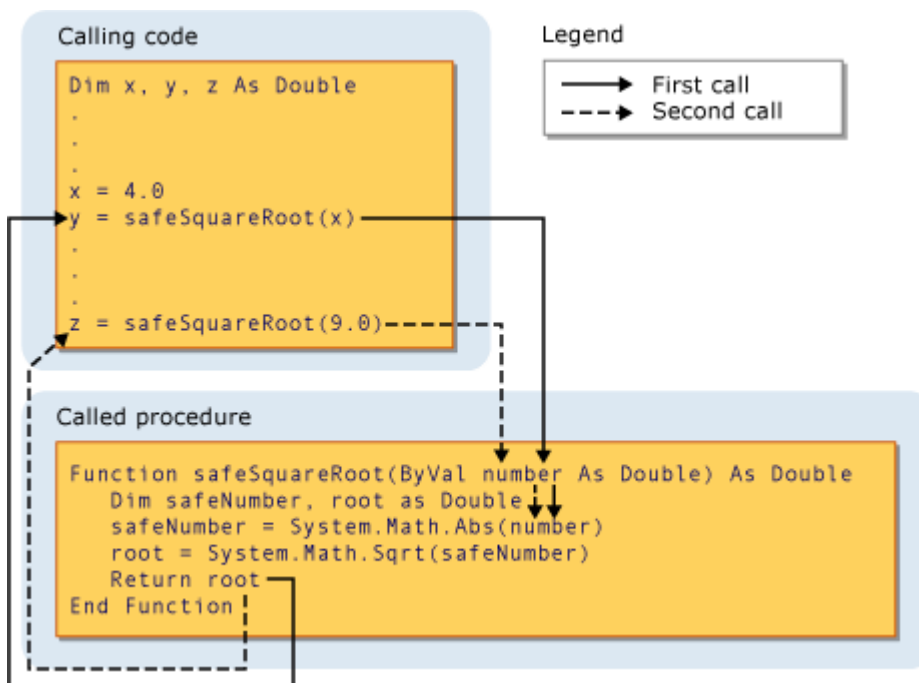 Calling code
Dim x, y, z As Double
.
.
.
x = 4.0
y = safeSquareRoot(x)
.
.
.
z = safeSquareRoot(9.0)
Legend
First call
Second call
Called procedure
Function safeSquareRoot(ByVal number As Double) As Double
Dim safeNumber, root as Double
safeNumber = System.Math.Abs(number)
root = System.Math.Sqrt(safeNumber)
Return root
End Function